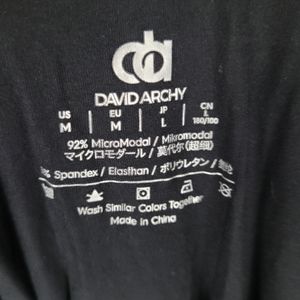 DAVID ARCHY
US EU JP CN
M M L L
180/100
92% MicroModal / Mikromodal
マイクロモダール / 莫代尔(超细)
% Spandex / Elasthan / ポリウレタン /
Wash Similar Colors Together
Made in China